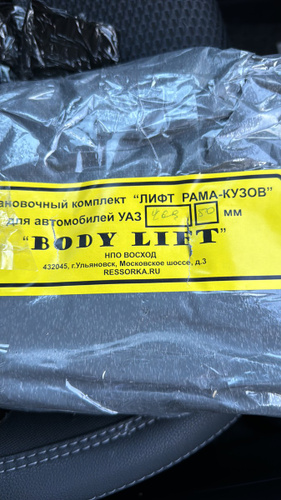 ановочный комплект "ЛИФТ РАМА-КУЗОВ"
для автомобилей УАЗ 469 50 мм
"BODY LIFT"
НПО ВОСХОД
432045, г.Ульяновск, Московское шоссе, д.3
RESSORKA.RU